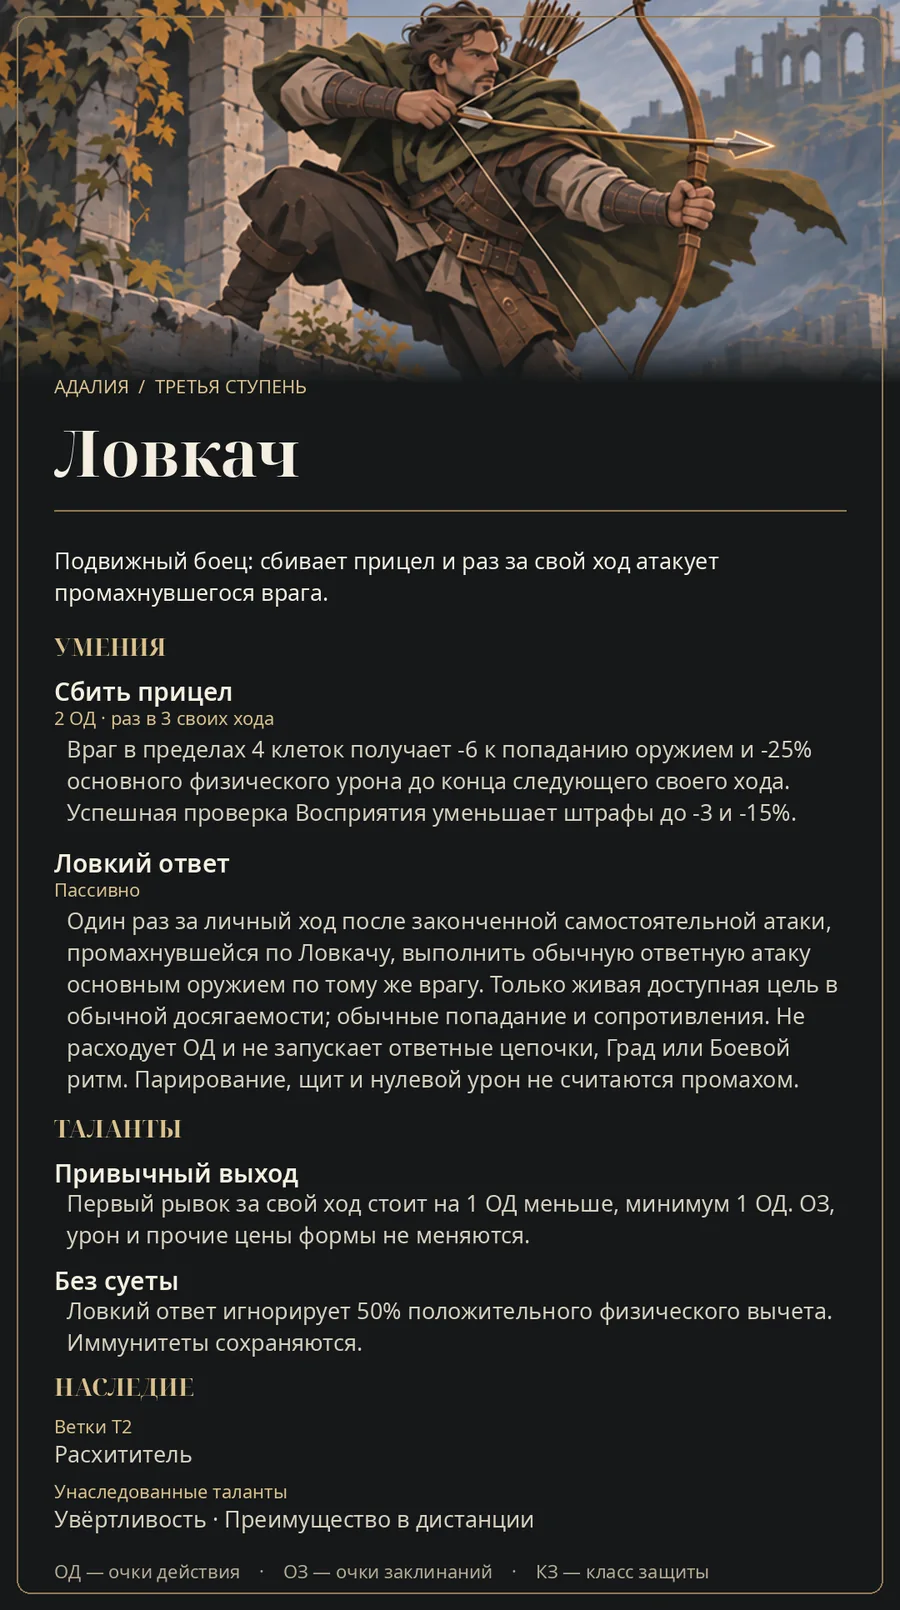 АДАЛИЯ / ТРЕТЬЯ СТУПЕНЬ
Ловкач
Подвижный боец: сбивает прицел и раз за свой ход атакует
промахнувшегося врага.
УМЕНИЯ
Сбить прицел
2 ОД · раз в 3 своих хода
Враг в пределах 4 клеток получает -6 к попаданию оружием и -25%
основного физического урона до конца следующего своего хода.
Успешная проверка Восприятия уменьшает штрафы до -3 и -15%.
Ловкий ответ
Пассивно
Один раз за личный ход после законченной самостоятельной атаки,
промахнувшейся по Ловкачу, выполнить обычную ответную атаку
основным оружием по тому же врагу. Только живая доступная цель в
обычной досягаемости; обычные попадание и сопротивления. Не
расходует ОД и не запускает ответные цепочки, Град или Боевой
ритм. Парирование, щит и нулевой урон не считаются промахом.
ТАЛАНТЫ
Привычный выход
Первый рывок за свой ход стоит на 1 ОД меньше, минимум 1 ОД. ОЗ,
урон и прочие цены формы не меняются.
Без суеты
Ловкий ответ игнорирует 50% положительного физического вычета.
Иммунитеты сохраняются.
НАСЛЕДИЕ
Ветки Т2
Расхититель
Унаследованные таланты
Увёртливость · Преимущество в дистанции
ОД — очки действия · ОЗ — очки заклинаний · КЗ — класс защиты